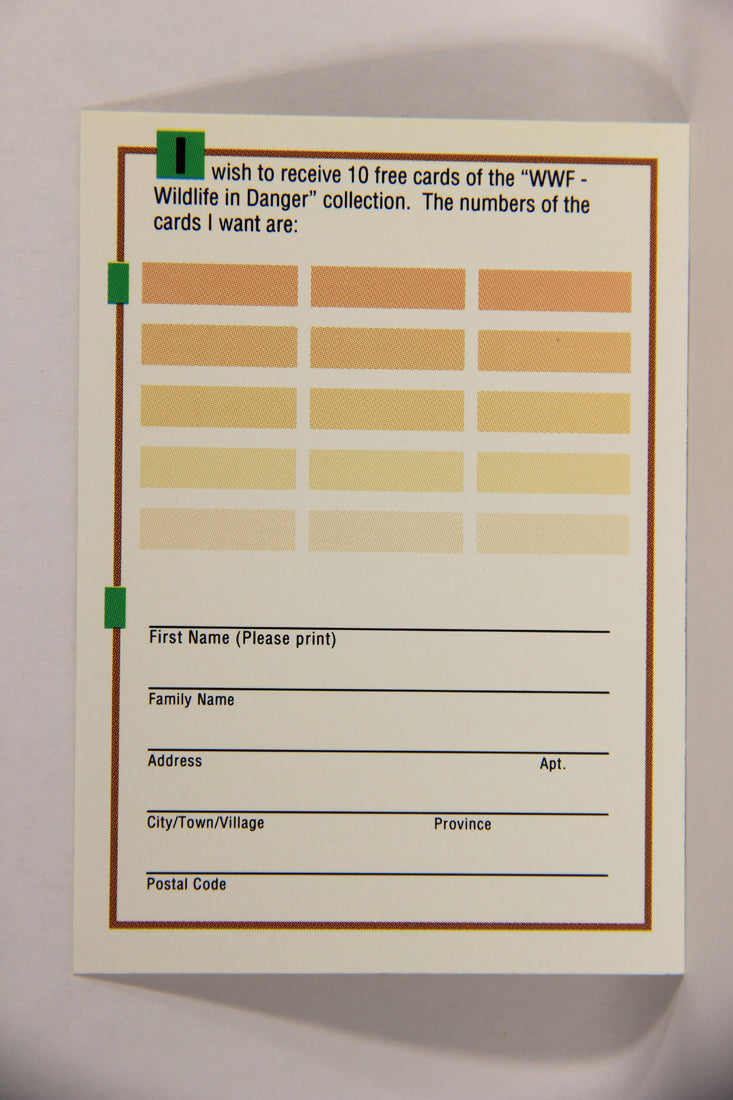 I wish to receive 10 free cards of the “WWF -
Wildlife in Danger” collection. The numbers of the
cards I want are:
First Name (Please print)
Family Name
Address Apt.
City/Town/Village Province
Postal Code